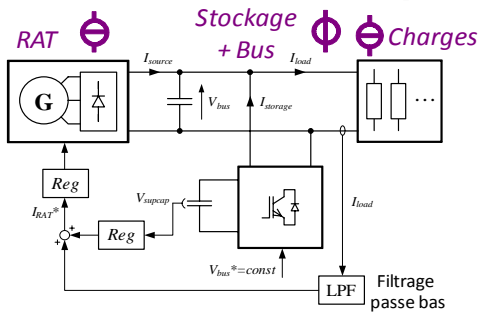 RAT
Stockage
+ Bus
Charges
I_source
I_load
G
V_bus
I_storage
...
Reg
V_supcap
I_RAT*
Reg
I_load
V_bus*=const
LPF
Filtrage
passe bas